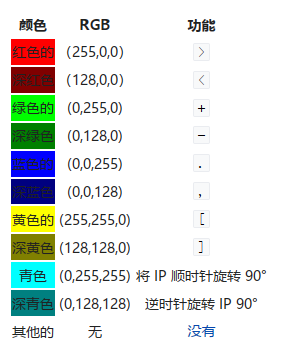 颜色 RGB 功能
红色的 (255,0,0) >
深红色 (128,0,0) <
绿色的 (0,255,0) +
深绿色 (0,128,0) -
蓝色的 (0,0,255) .
深蓝色 (0,0,128) ,
黄色的 (255,255,0) [
深黄色 (128,128,0) ]
青色 (0,255,255) 将 IP 顺时针旋转 90°
深青色 (0,128,128) 逆时针旋转 IP 90°
其他的 无 没有